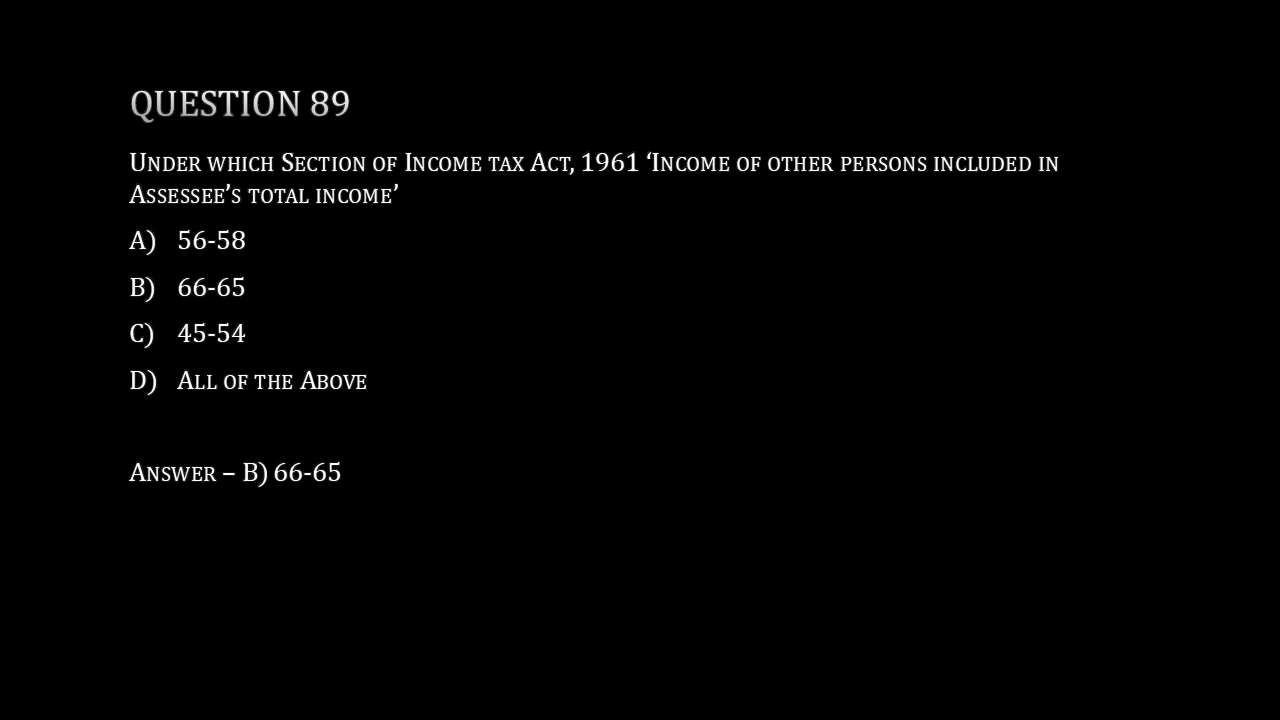 QUESTION 89
Under which Section of Income tax Act, 1961 ‘Income of other persons included in
Assessee’s total income’
A) 56-58
B) 66-65
C) 45-54
D) All of the Above
Answer – B) 66-65